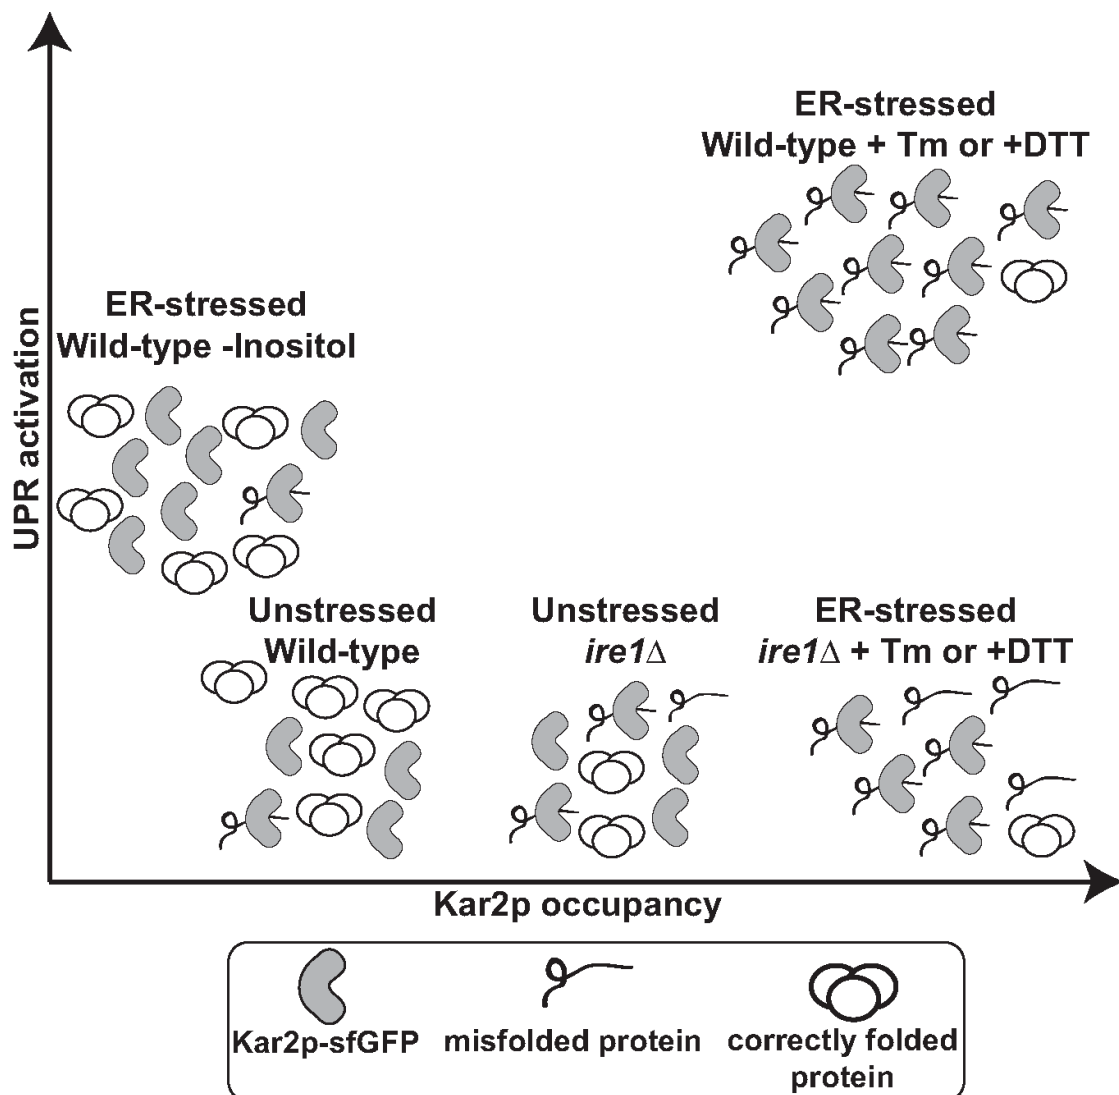 ER-stressed
Wild-type + Tm or +DTT
ER-stressed
Wild-type -Inositol
UPR activation
Unstressed
Wild-type
Unstressed
ire1Δ
ER-stressed
ire1Δ + Tm or +DTT
Kar2p occupancy
Kar2p-sfGFP
misfolded protein
correctly folded
protein